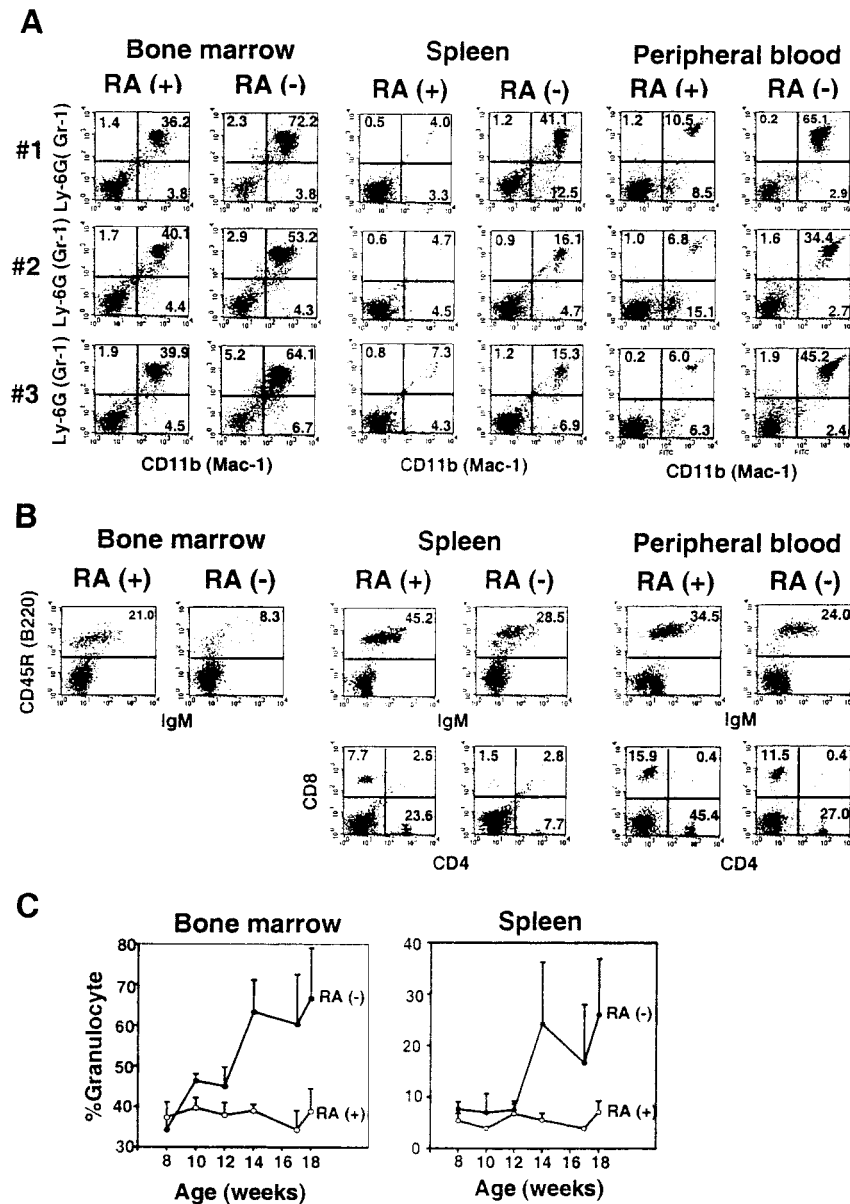 A
Bone marrow Spleen Peripheral blood
RA (+) RA (-) RA (+) RA (-) RA (+) RA (-)
#1
Ly-6G( Gr-1)
1.4 36.2 3.8
2.3 72.2 3.8
0.5 4.0 3.3
1.2 41.1 12.5
1.2 10.5 8.5
0.2 65.1 2.9
#2
Ly-6G (Gr-1)
1.7 40.1 4.4
2.9 53.2 4.3
0.6 4.7 4.5
0.9 16.1 4.7
1.0 6.8 15.1
1.6 34.4 2.7
#3
Ly-6G (Gr-1)
1.9 39.9 4.5
5.2 64.1 6.7
0.8 7.3 4.3
1.2 15.3 6.9
0.2 6.0 6.3
1.9 45.2 2.4
FITC FITC
CD11b (Mac-1) CD11b (Mac-1) CD11b (Mac-1)
B
Bone marrow Spleen Peripheral blood
RA (+) RA (-) RA (+) RA (-) RA (+) RA (-)
CD45R (B220)
21.0 8.3 45.2 28.5 34.5 24.0
IgM IgM IgM
CD8
7.7 2.6 23.6
1.5 2.8 7.7
15.9 0.4 45.4
11.5 0.4 27.0
CD4 CD4
C
Bone marrow Spleen
%Granulocyte
80
70
60
50
40
30
RA (-)
RA (+)
8 10 12 14 16 18
Age (weeks)
40
30
20
10
0
RA (-)
RA (+)
8 10 12 14 16 18
Age (weeks)